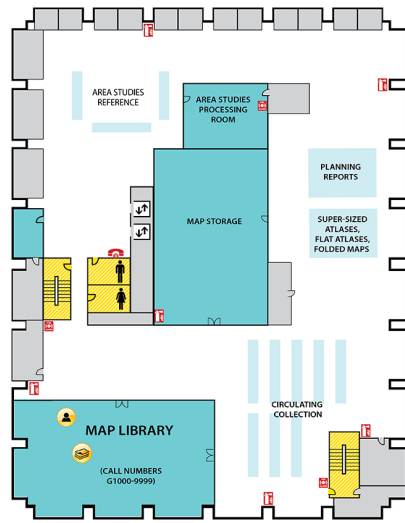 AREA STUDIES
REFERENCE
AREA STUDIES
PROCESSING
ROOM
PLANNING
REPORTS
MAP STORAGE
SUPER-SIZED
ATLASES,
FLAT ATLASES,
FOLDED MAPS
CIRCULATING
COLLECTION
MAP LIBRARY
(CALL NUMBERS
G1000-9999)